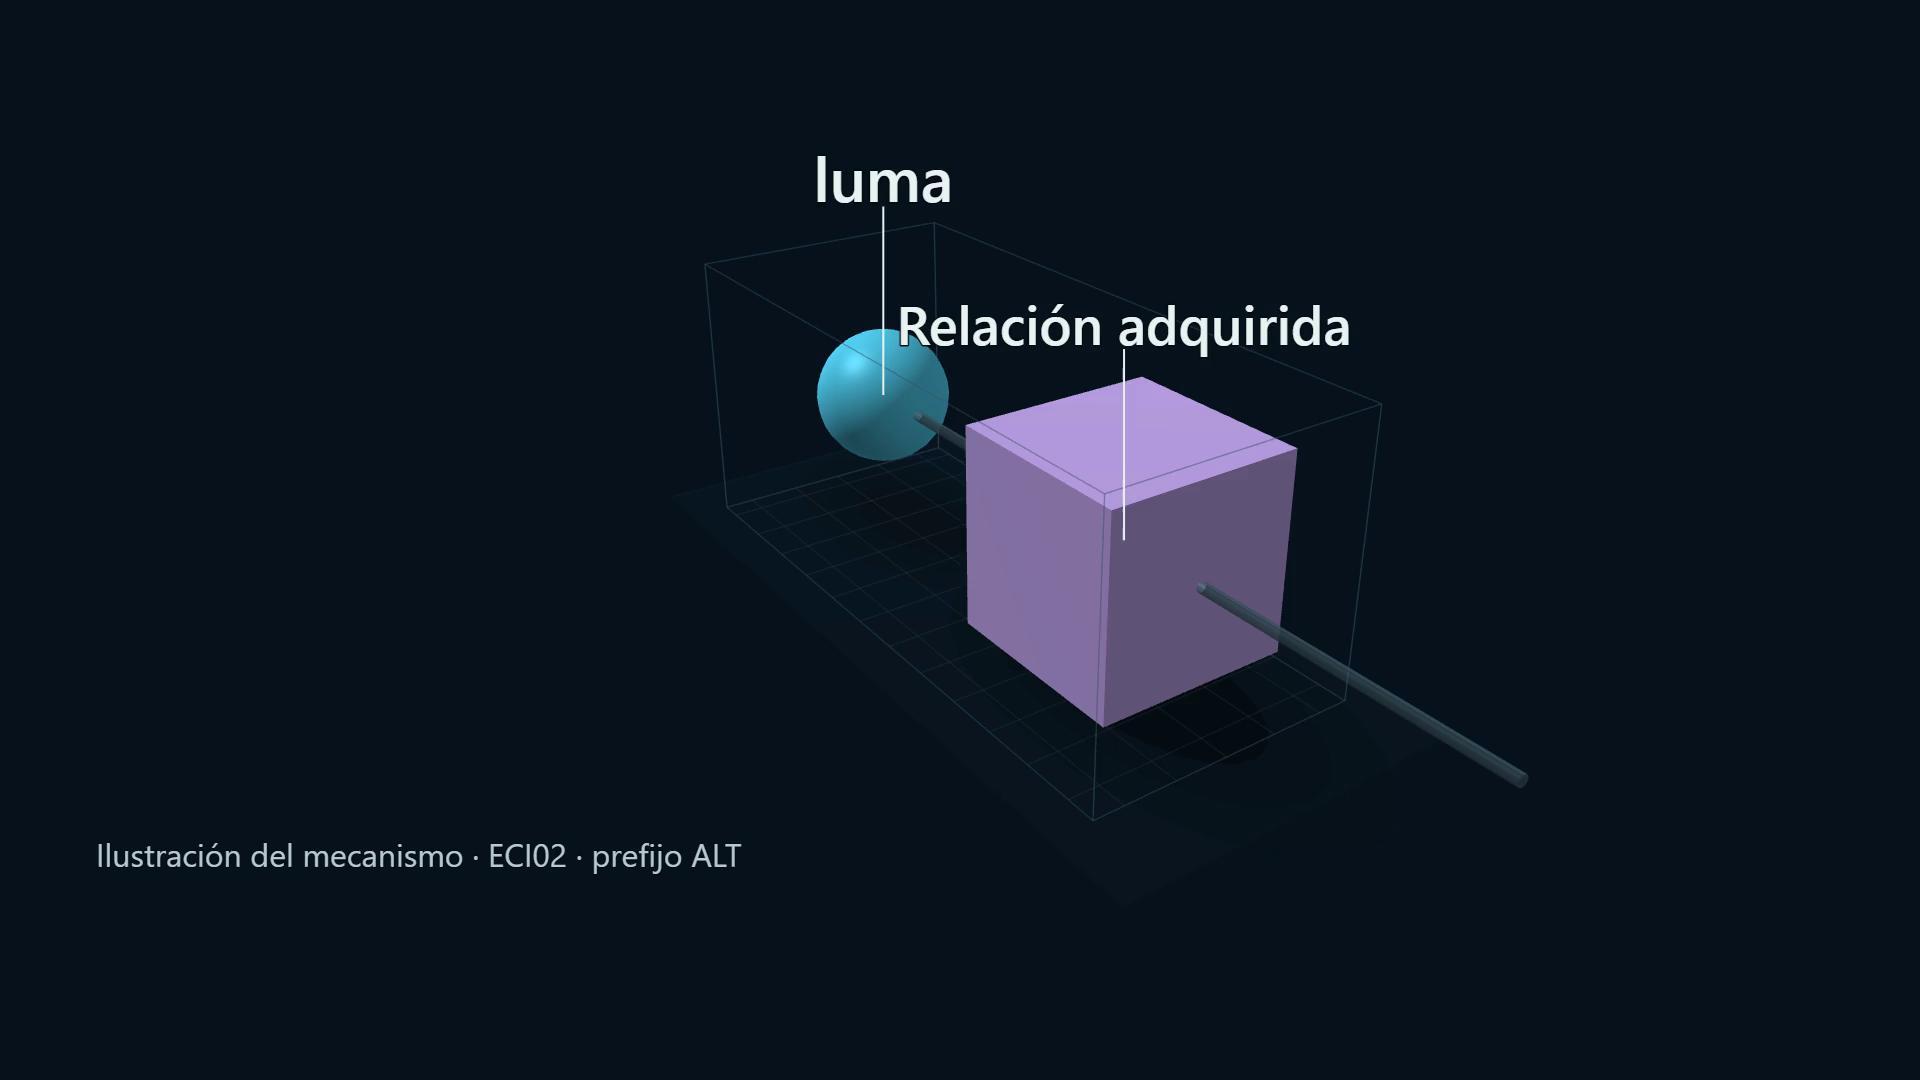 luma
Relación adquirida
Ilustración del mecanismo · ECI02 · prefijo ALT